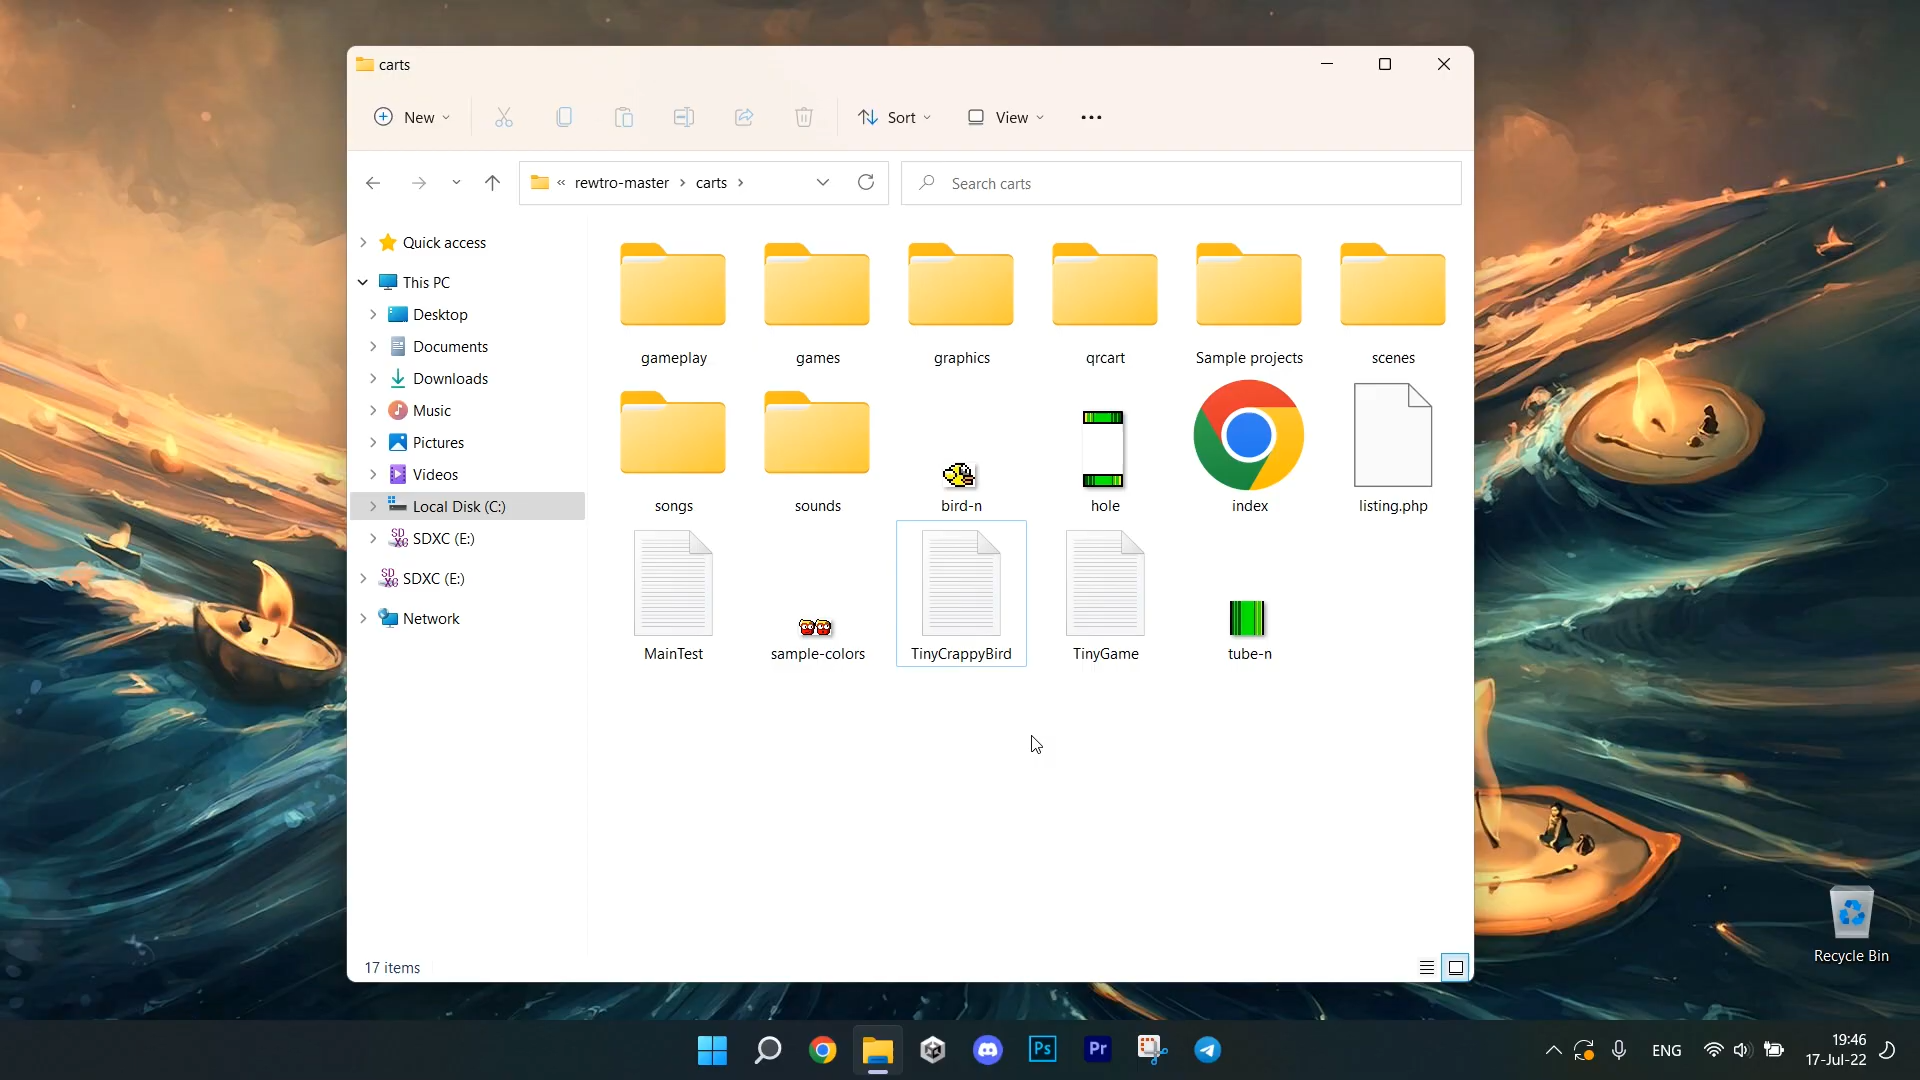 carts
New
Sort
View
« rewtro-master > carts >
Search carts
Quick access
This PC
Desktop
Documents
Downloads
Music
Pictures
Videos
Local Disk (C:)
SDXC (E:)
SDXC (E:)
Network
gameplay
games
graphics
qrcart
Sample projects
scenes
songs
sounds
bird-n
hole
index
listing.php
MainTest
sample-colors
TinyCrappyBird
TinyGame
tube-n
17 items
Recycle Bin
Ps
Pr
ENG
19:46
17-Jul-22